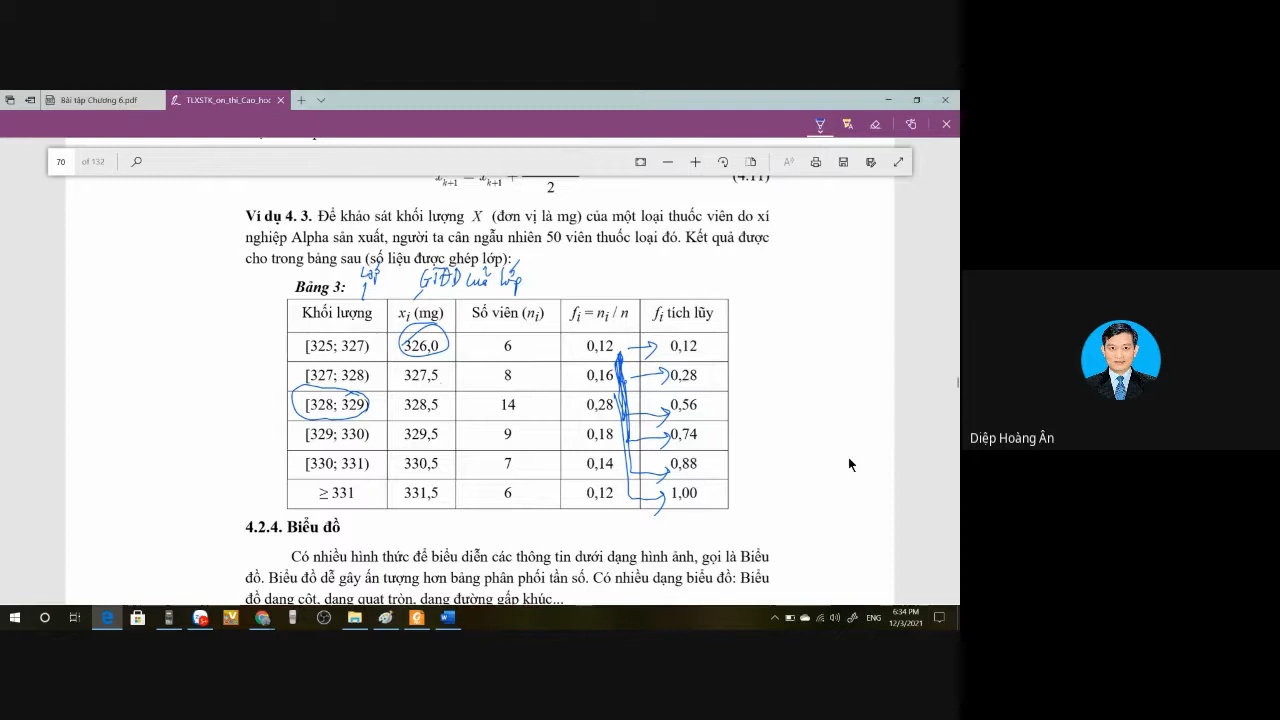 Bài tập Chương 6.pdf
TLXSTK_on_thi_Cao_hoc
70 of 132
2
(4.11)
Ví dụ 4. 3. Để khảo sát khối lượng X (đơn vị là mg) của một loại thuốc viên do xí
nghiệp Alpha sản xuất, người ta cân ngẫu nhiên 50 viên thuốc loại đó. Kết quả được
cho trong bảng sau (số liệu được ghép lớp):
Lớp GTĐD của lớp
Bảng 3:
Khối lượng xi (mg) Số viên (ni) fi = ni / n fi tích lũy
[325; 327) 326,0 6 0,12 0,12
[327; 328) 327,5 8 0,16 0,28
[328; 329) 328,5 14 0,28 0,56
[329; 330) 329,5 9 0,18 0,74
[330; 331) 330,5 7 0,14 0,88
≥ 331 331,5 6 0,12 1,00
4.2.4. Biểu đồ
Có nhiều hình thức để biểu diễn các thông tin dưới dạng hình ảnh, gọi là Biểu
đồ. Biểu đồ dễ gây ấn tượng hơn bảng phân phối tần số. Có nhiều dạng biểu đồ: Biểu
đồ dạng cột, dạng quạt tròn, dạng đường gấp khúc...
Diệp Hoàng Ân
ENG
6:34 PM
12/3/2021